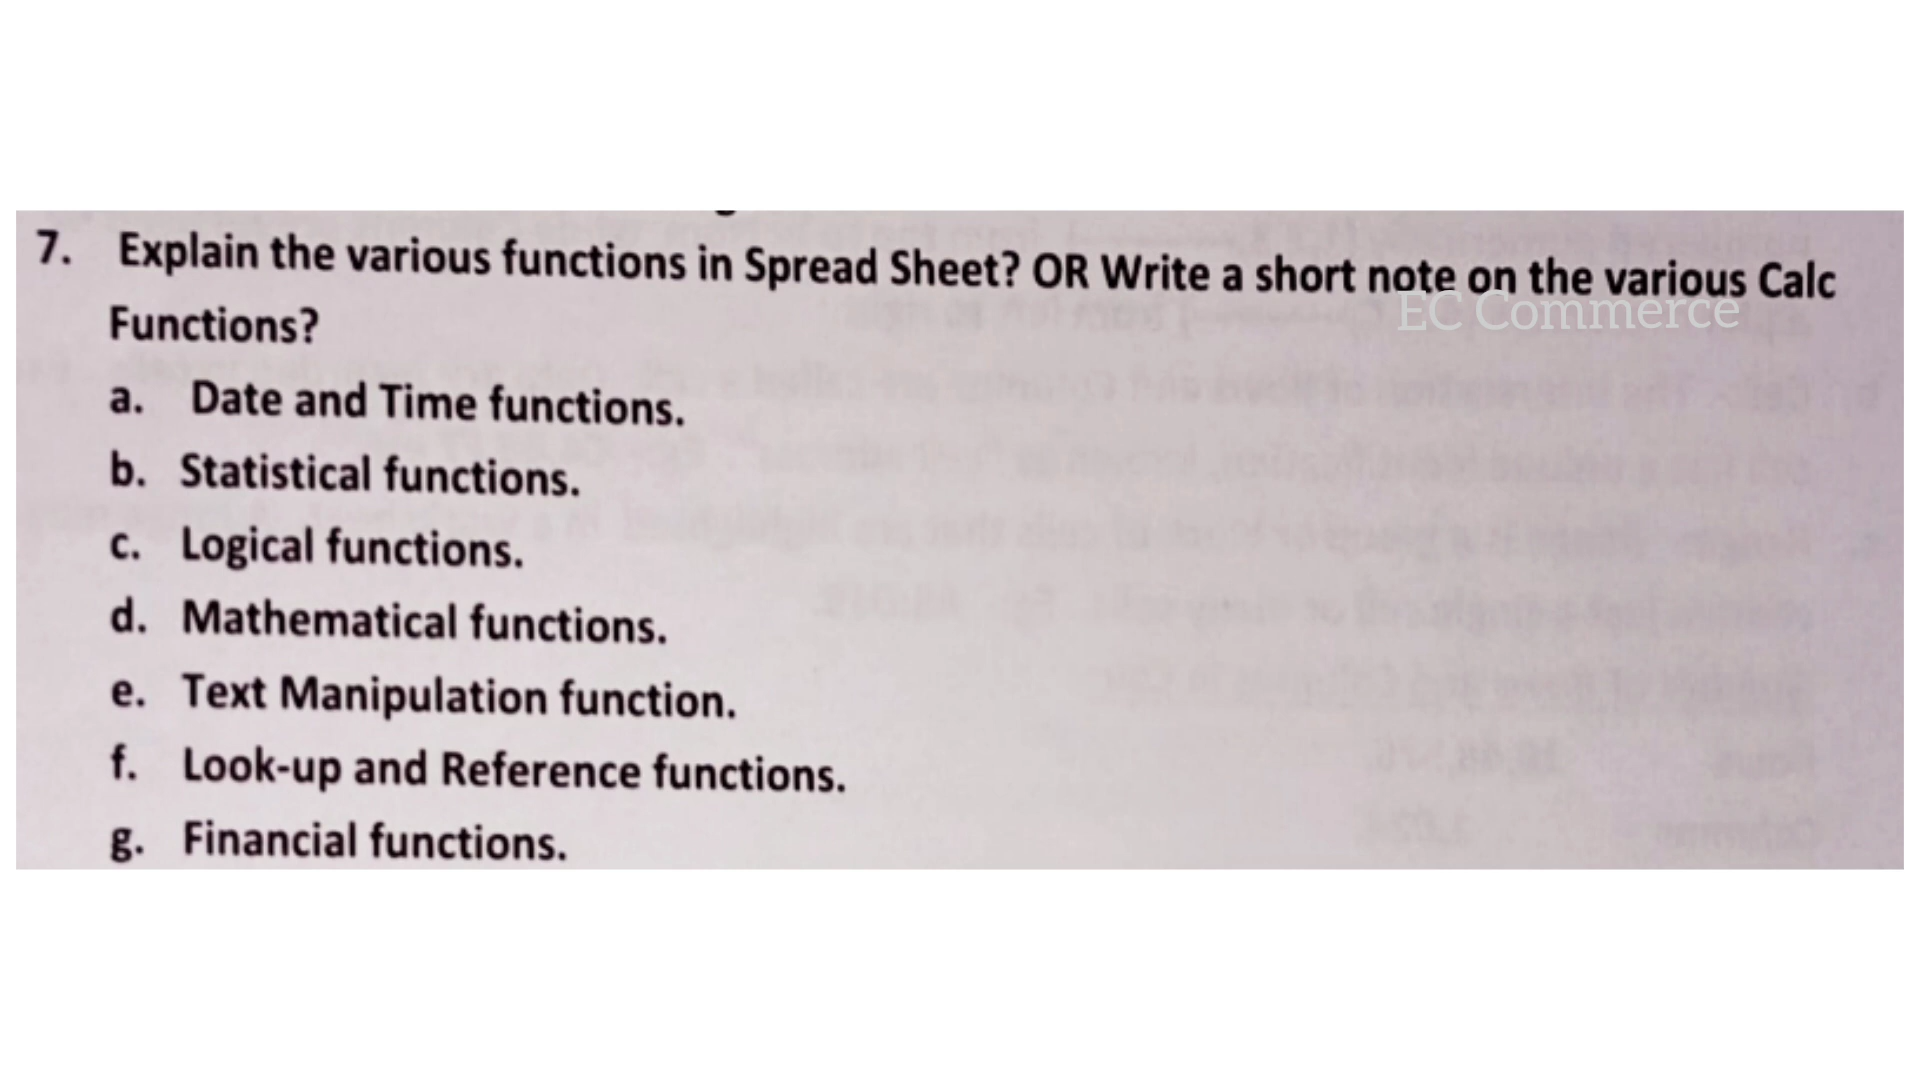 7. Explain the various functions in Spread Sheet? OR Write a short note on the various Calc
EC Commerce
Functions?
a. Date and Time functions.
b. Statistical functions.
c. Logical functions.
d. Mathematical functions.
e. Text Manipulation function.
f. Look-up and Reference functions.
g. Financial functions.